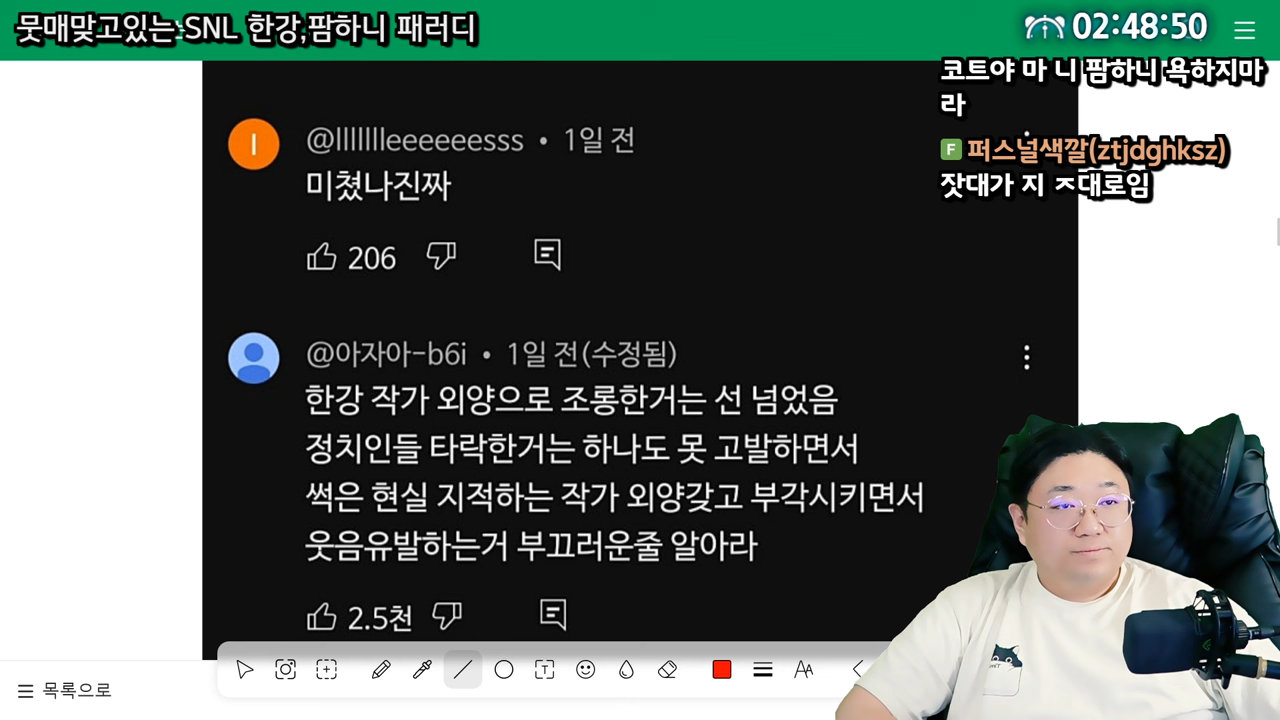 뭇매맞고있는 SNL 한강,팜하니 패러디
02:48:50
코트야 마 니 팜하니 욕하지마
라
F 퍼스널색깔(ztjdghksz)
잣대가 지 ㅈ대로임
l
@lllllllleeeeeesss • 1일 전
미쳤나진짜
206
@아자아-b6i • 1일 전(수정됨)
한강 작가 외양으로 조롱한거는 선 넘었음
정치인들 타락한거는 하나도 못 고발하면서
썩은 현실 지적하는 작가 외양갖고 부각시키면서
웃음유발하는거 부끄러운줄 알아라
2.5천
T
AA
목록으로